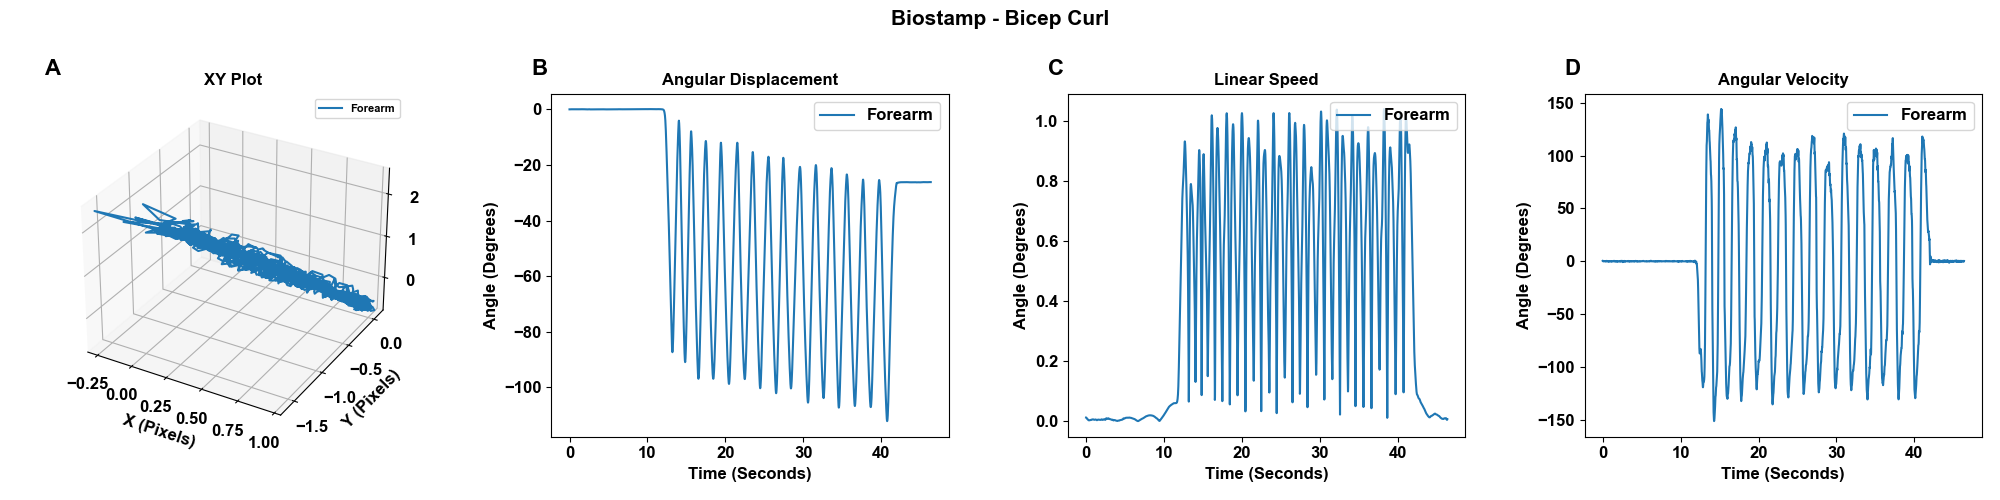 Biostamp - Bicep Curl
A
XY Plot
Forearm
2
1
0
−0.25
0.00
0.25
0.50
0.75
1.00
X (Pixels)
0.0
−0.5
−1.0
−1.5
Y (Pixels)
B
Angular Displacement
Forearm
0
−20
−40
−60
−80
−100
Angle (Degrees)
0 10 20 30 40
Time (Seconds)
C
Linear Speed
Forearm
1.0
0.8
0.6
0.4
0.2
0.0
Angle (Degrees)
0 10 20 30 40
Time (Seconds)
D
Angular Velocity
Forearm
150
100
50
0
−50
−100
−150
Angle (Degrees)
0 10 20 30 40
Time (Seconds)